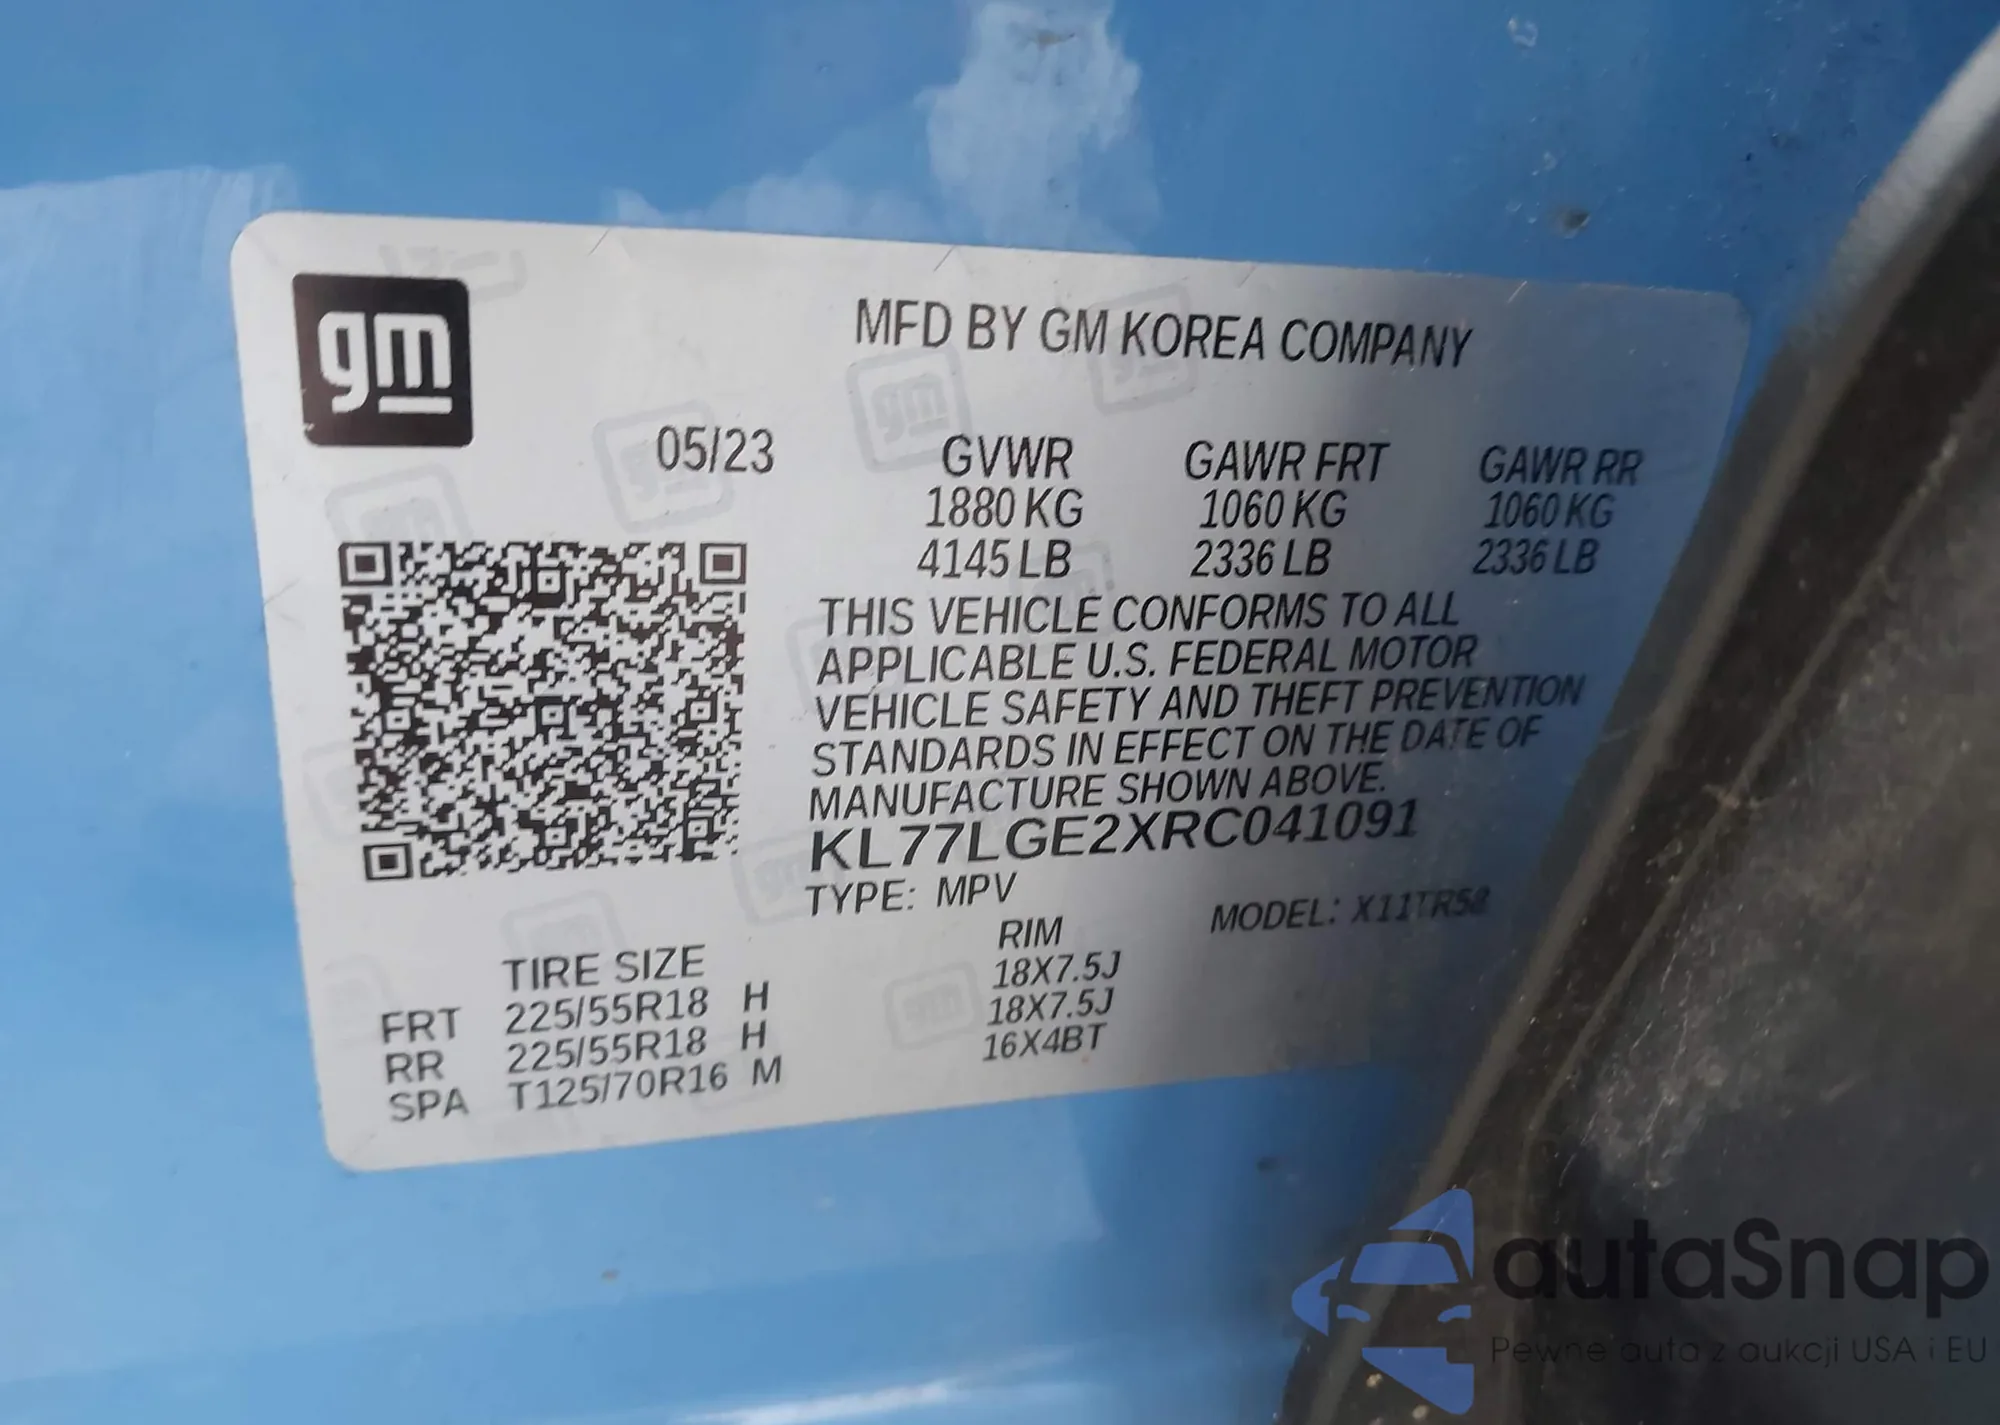 gm
MFD BY GM KOREA COMPANY
05/23
GVWR GAWR FRT GAWR RR
1880 KG 1060 KG 1060 KG
4145 LB 2336 LB 2336 LB
THIS VEHICLE CONFORMS TO ALL
APPLICABLE U.S. FEDERAL MOTOR
VEHICLE SAFETY AND THEFT PREVENTION
STANDARDS IN EFFECT ON THE DATE OF
MANUFACTURE SHOWN ABOVE.
KL77LGE2XRC041091
TYPE: MPV MODEL: X11TR58
TIRE SIZE RIM
FRT 225/55R18 H 18X7.5J
RR 225/55R18 H 18X7.5J
SPA T125/70R16 M 16X4BT
autaSnap
Pewne auta z aukcji USA i EU